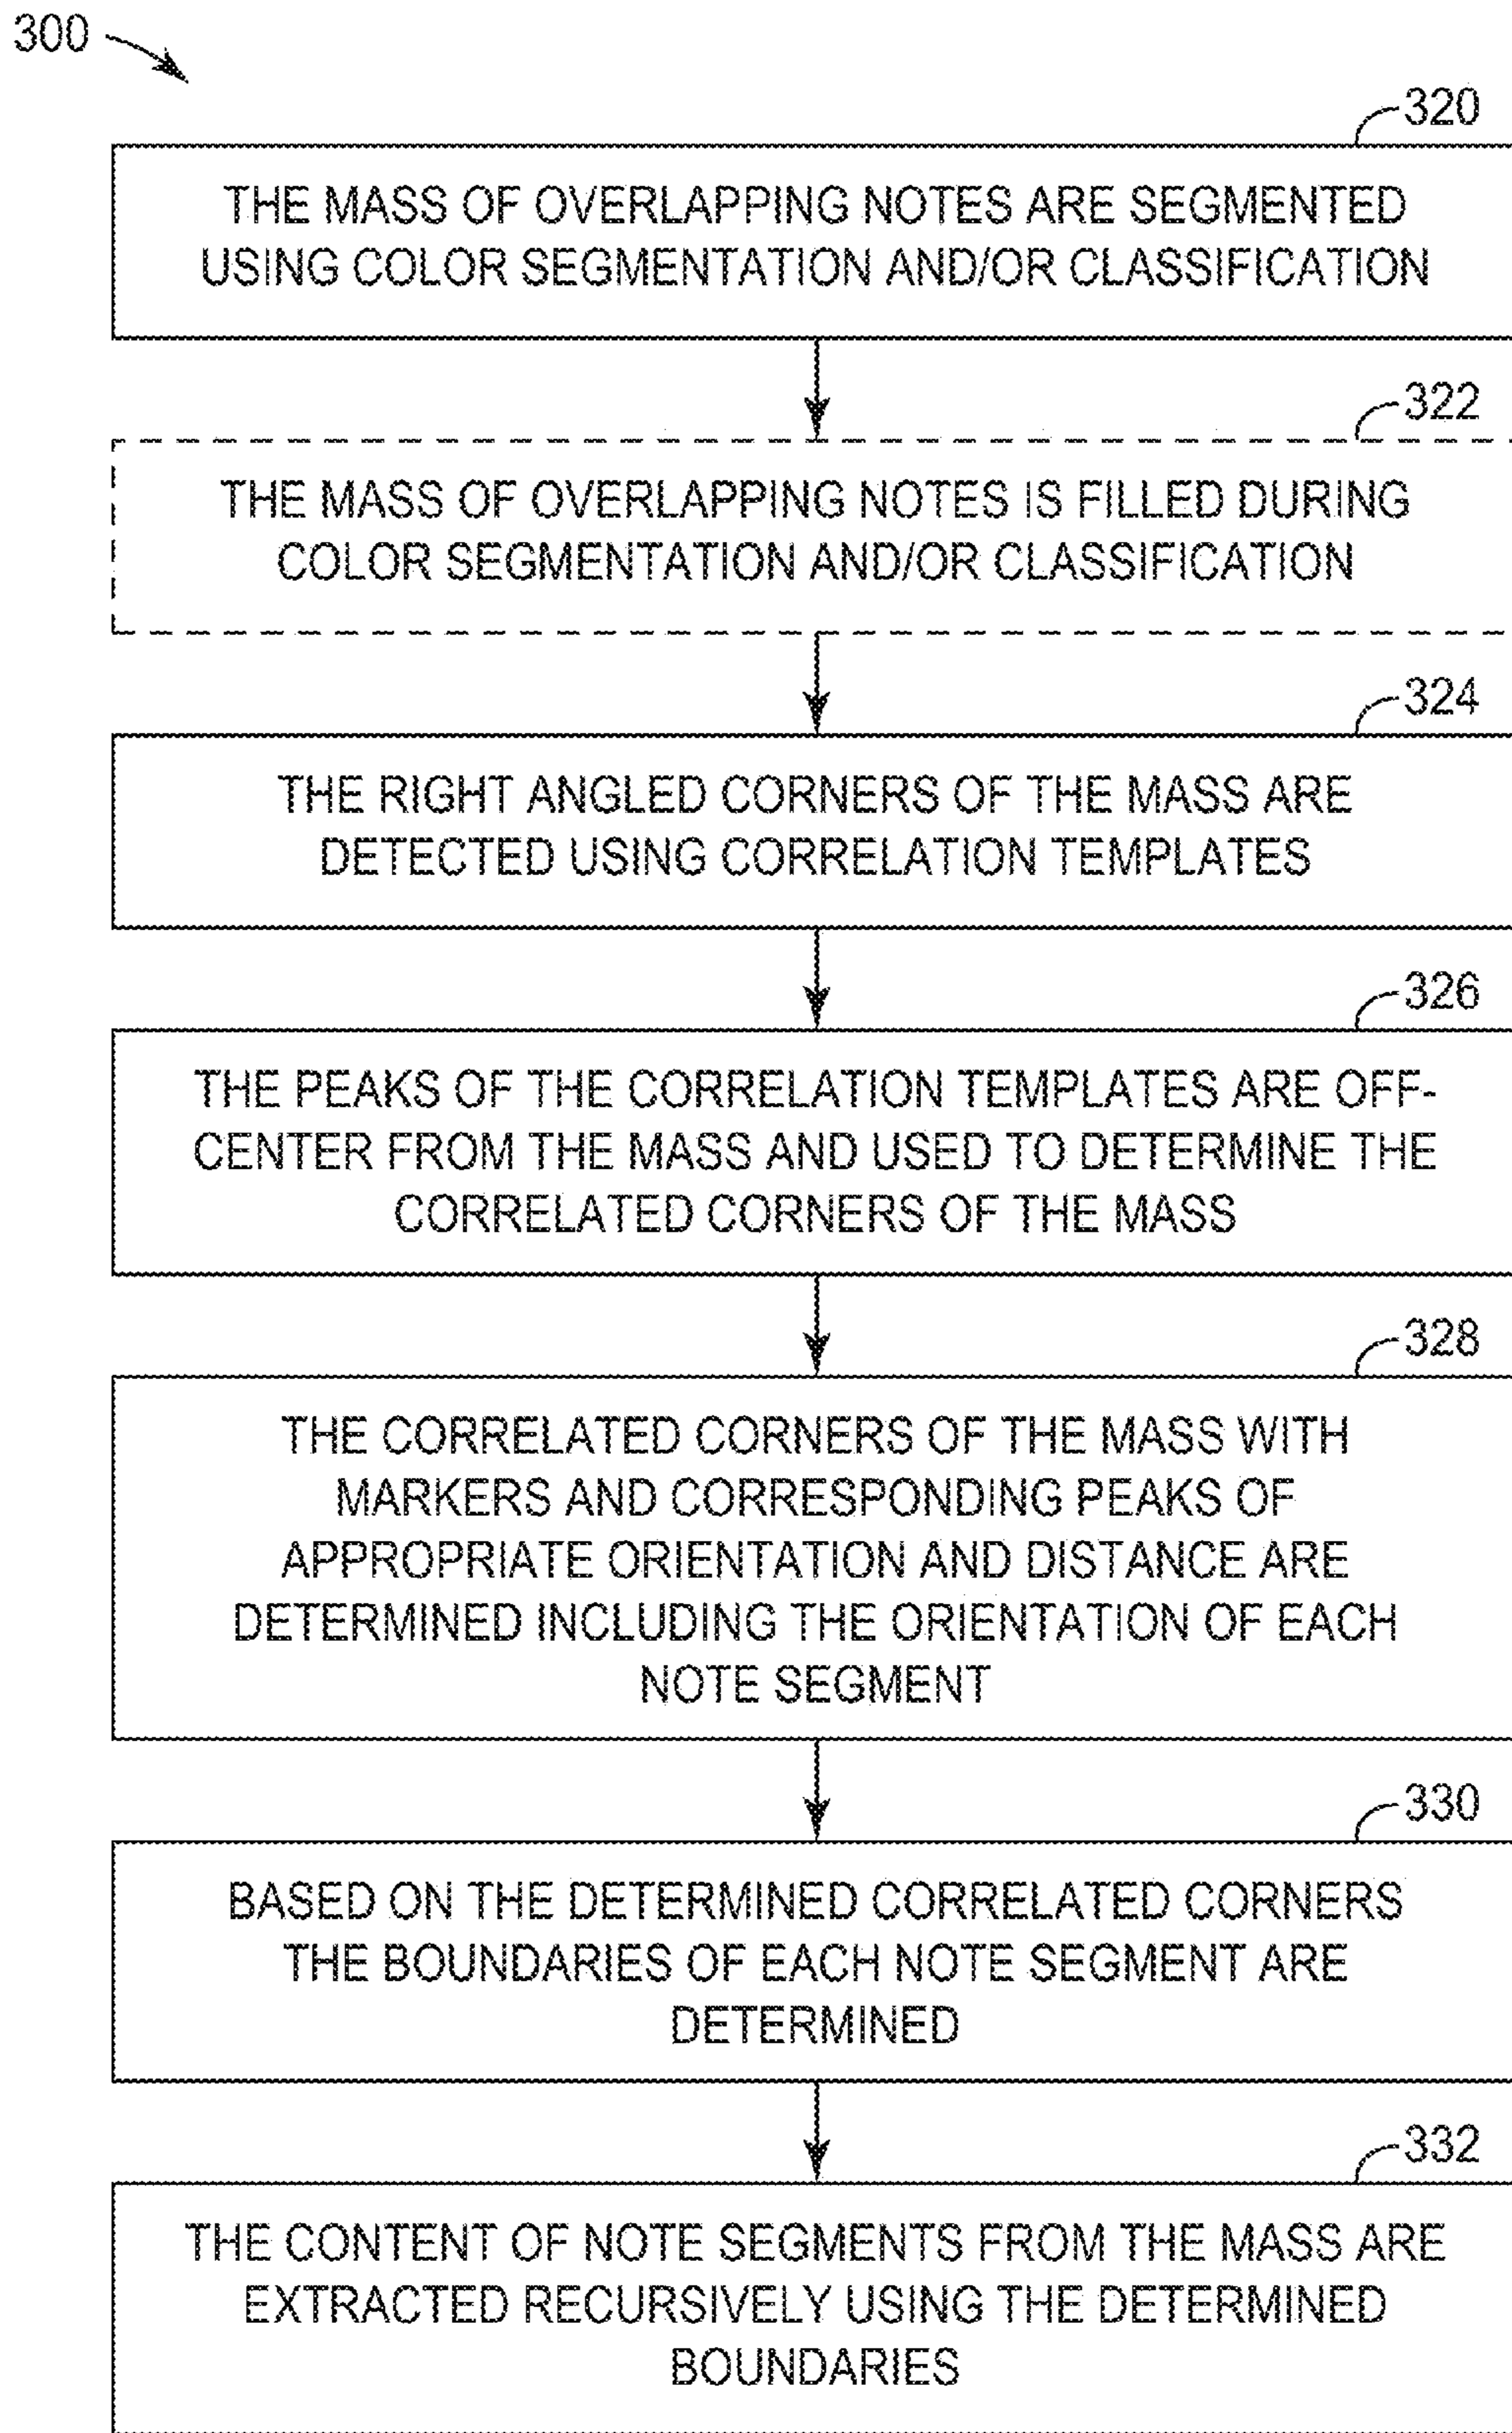 300
320
THE MASS OF OVERLAPPING NOTES ARE SEGMENTED
USING COLOR SEGMENTATION AND/OR CLASSIFICATION
322
THE MASS OF OVERLAPPING NOTES IS FILLED DURING
COLOR SEGMENTATION AND/OR CLASSIFICATION
324
THE RIGHT ANGLED CORNERS OF THE MASS ARE
DETECTED USING CORRELATION TEMPLATES
326
THE PEAKS OF THE CORRELATION TEMPLATES ARE OFF-
CENTER FROM THE MASS AND USED TO DETERMINE THE
CORRELATED CORNERS OF THE MASS
328
THE CORRELATED CORNERS OF THE MASS WITH
MARKERS AND CORRESPONDING PEAKS OF
APPROPRIATE ORIENTATION AND DISTANCE ARE
DETERMINED INCLUDING THE ORIENTATION OF EACH
NOTE SEGMENT
330
BASED ON THE DETERMINED CORRELATED CORNERS
THE BOUNDARIES OF EACH NOTE SEGMENT ARE
DETERMINED
332
THE CONTENT OF NOTE SEGMENTS FROM THE MASS ARE
EXTRACTED RECURSIVELY USING THE DETERMINED
BOUNDARIES